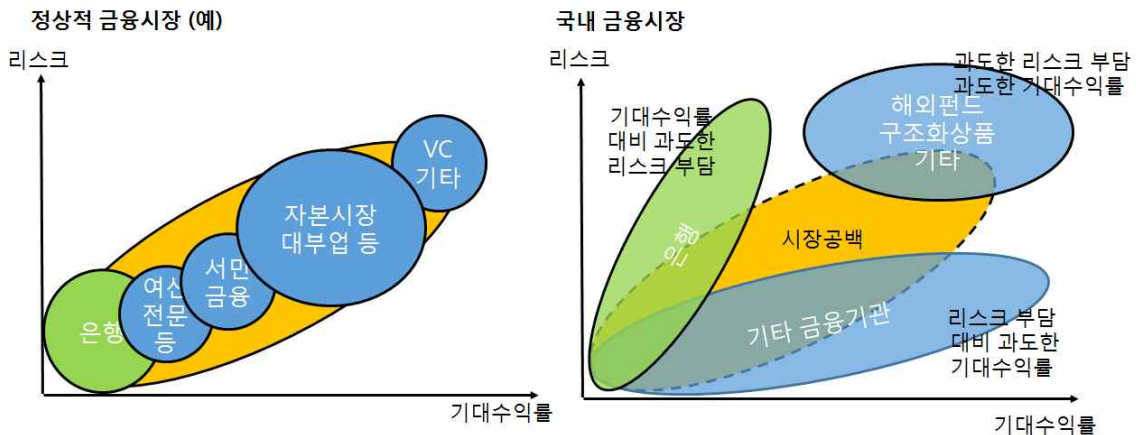 정상적 금융시장 (예)
리스크
VC
기타
자본시장
대부업 등
서민
금융
여신
전문
등
은행
기대수익률
국내 금융시장
리스크
과도한 리스크 부담
과도한 기대수익률
해외펀드
구조화상품
기타
기대수익률
대비 과도한
리스크 부담
은행
시장공백
기타 금융기관
리스크 부담
대비 과도한
기대수익률
기대수익률